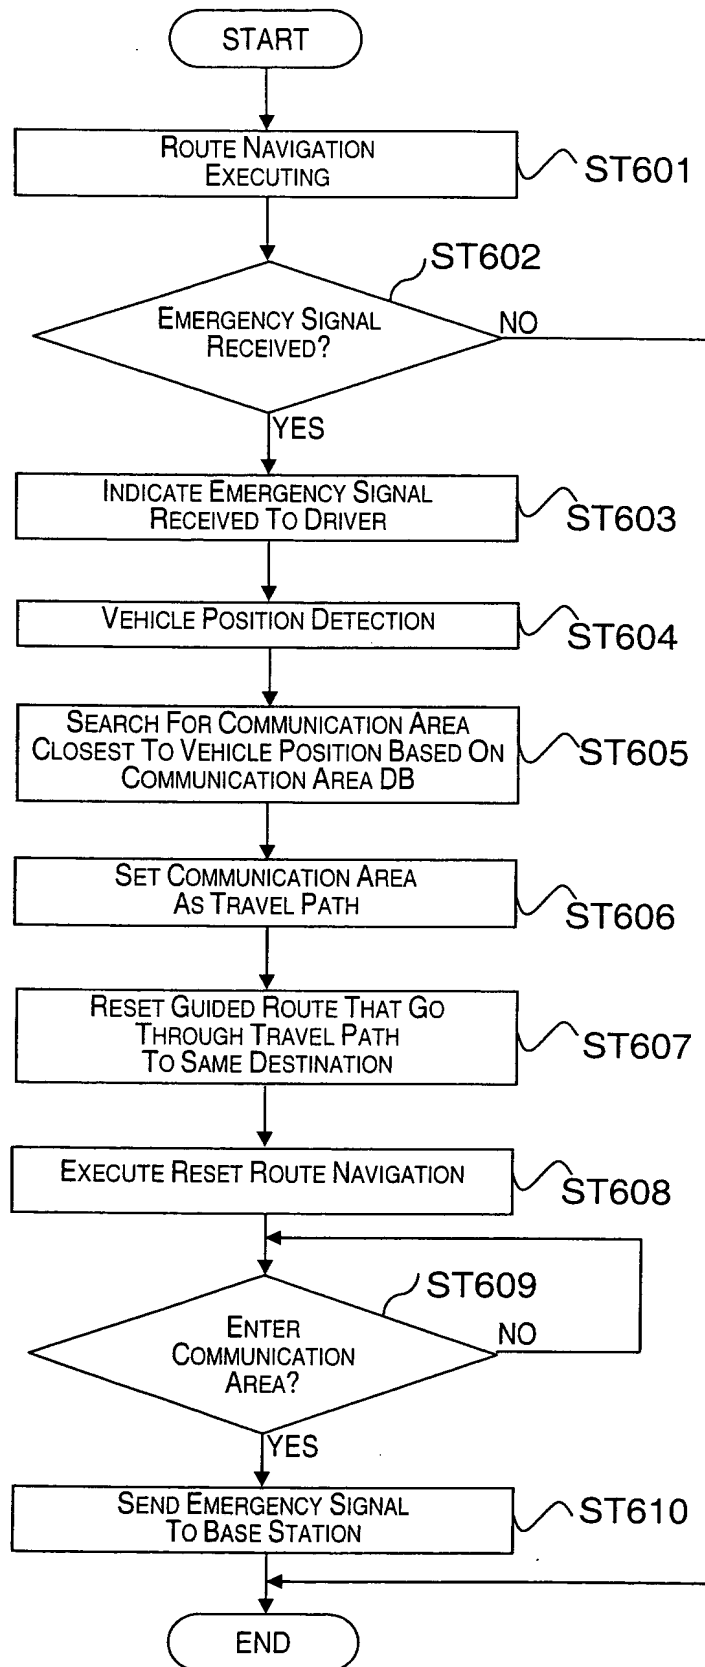 START
ROUTE NAVIGATION
EXECUTING
ST601
ST602
EMERGENCY SIGNAL
RECEIVED?
NO
YES
INDICATE EMERGENCY SIGNAL
RECEIVED TO DRIVER
ST603
VEHICLE POSITION DETECTION
ST604
SEARCH FOR COMMUNICATION AREA
CLOSEST TO VEHICLE POSITION BASED ON
COMMUNICATION AREA DB
ST605
SET COMMUNICATION AREA
AS TRAVEL PATH
ST606
RESET GUIDED ROUTE THAT GO
THROUGH TRAVEL PATH
TO SAME DESTINATION
ST607
EXECUTE RESET ROUTE NAVIGATION
ST608
ST609
ENTER
COMMUNICATION
AREA?
NO
YES
SEND EMERGENCY SIGNAL
TO BASE STATION
ST610
END